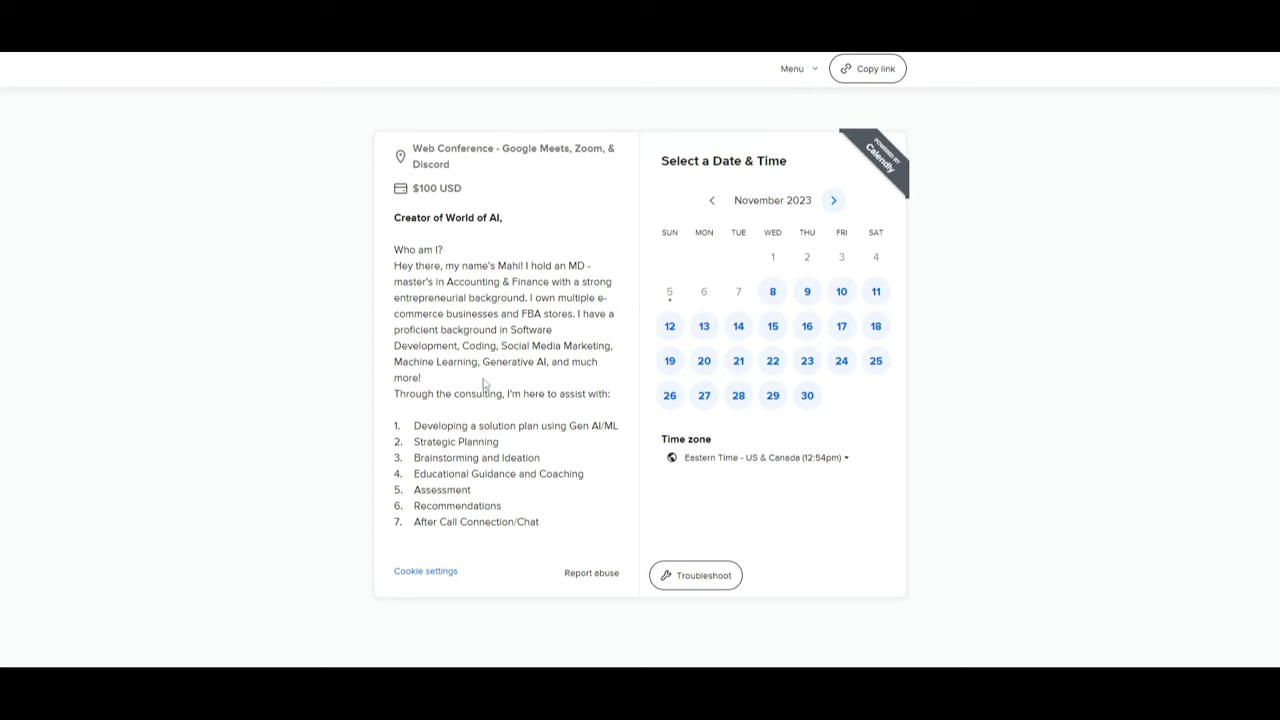 Menu
Copy link
Web Conference - Google Meets, Zoom, &
Discord
$100 USD
Creator of World of AI,
Who am I?
Hey there, my name's Mahi! I hold an MD -
master's in Accounting & Finance with a strong
entrepreneurial background. I own multiple e-
commerce businesses and FBA stores. I have a
proficient background in Software
Development, Coding, Social Media Marketing,
Machine Learning, Generative AI, and much
more!
Through the consulting, I'm here to assist with:
1. Developing a solution plan using Gen AI/ML
2. Strategic Planning
3. Brainstorming and Ideation
4. Educational Guidance and Coaching
5. Assessment
6. Recommendations
7. After Call Connection/Chat
Cookie settings
Report abuse
POWERED BY
Calendly
Select a Date & Time
November 2023
SUN MON TUE WED THU FRI SAT
1 2 3 4
5 6 7 8 9 10 11
12 13 14 15 16 17 18
19 20 21 22 23 24 25
26 27 28 29 30
Time zone
Eastern Time - US & Canada (12:54pm)
Troubleshoot